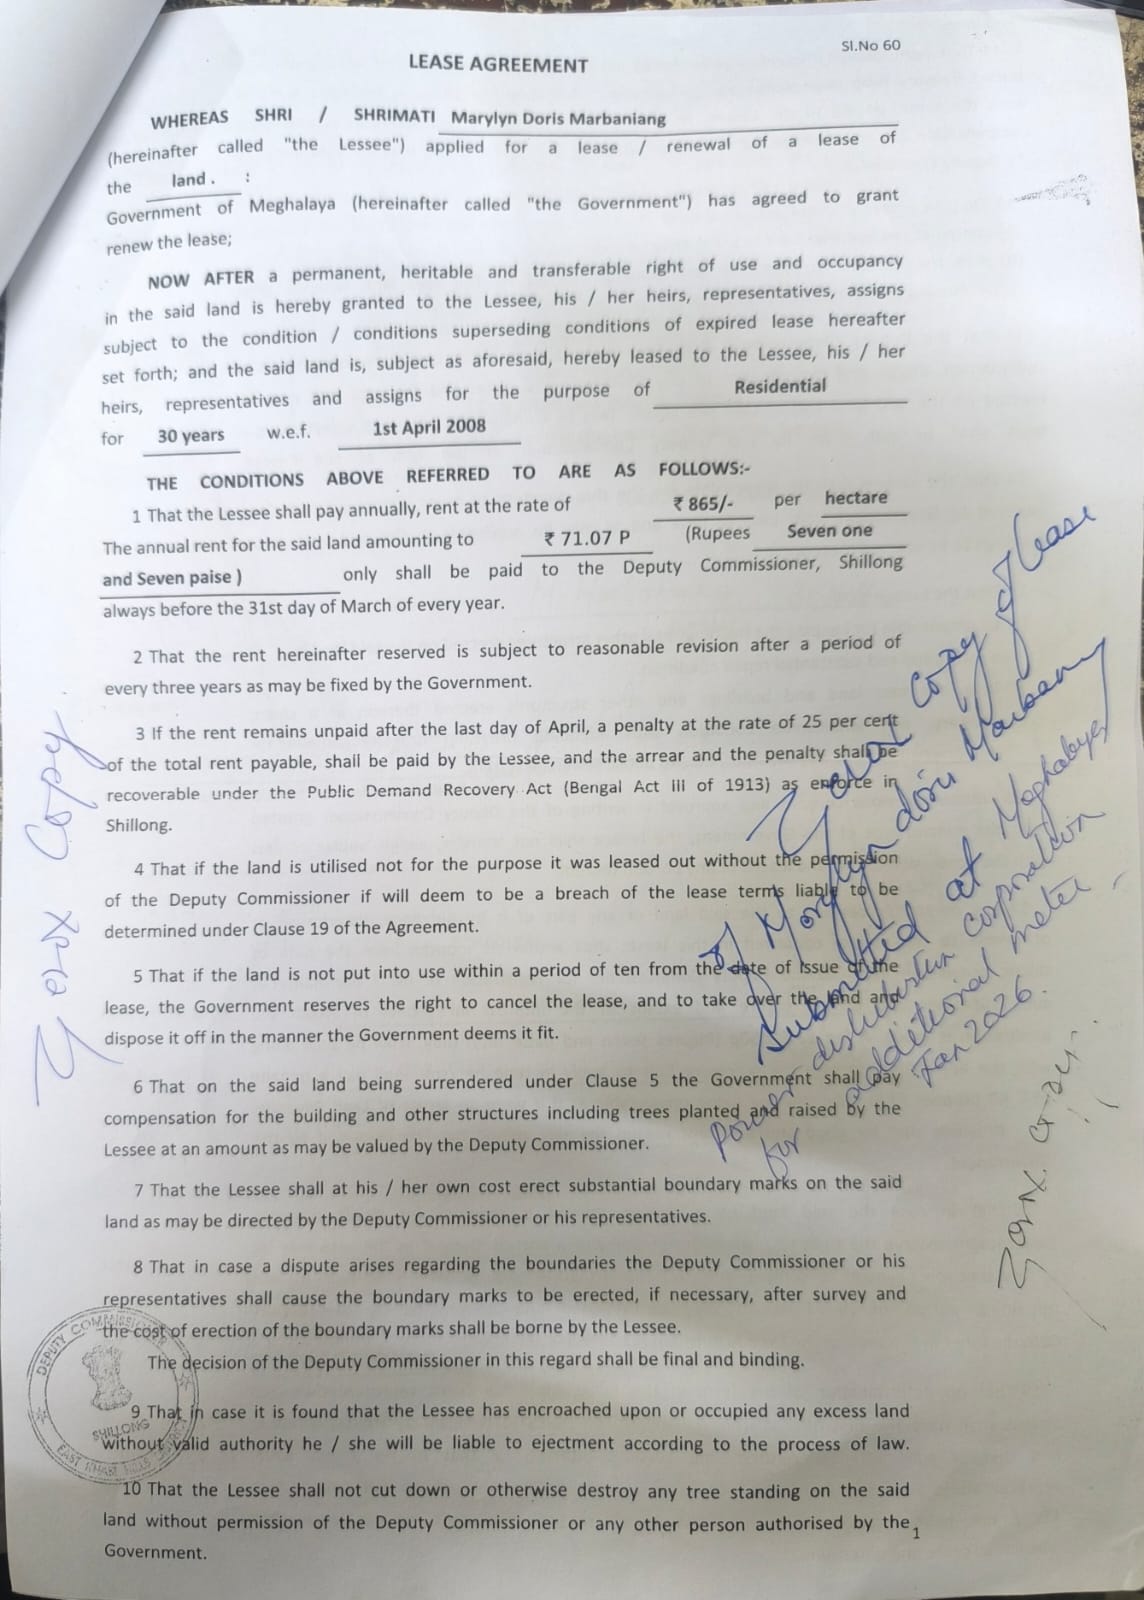 Sl.No 60
LEASE AGREEMENT
WHEREAS SHRI / SHRIMATI Marylyn Doris Marbaniang
(hereinafter called "the Lessee") applied for a lease / renewal of a lease of
the land . :
Government of Meghalaya (hereinafter called "the Government") has agreed to grant
renew the lease;
NOW AFTER a permanent, heritable and transferable right of use and occupancy
in the said land is hereby granted to the Lessee, his / her heirs, representatives, assigns
subject to the condition / conditions superseding conditions of expired lease hereafter
set forth; and the said land is, subject as aforesaid, hereby leased to the Lessee, his / her
heirs, representatives and assigns for the purpose of Residential
for 30 years w.e.f. 1st April 2008
THE CONDITIONS ABOVE REFERRED TO ARE AS FOLLOWS:-
1 That the Lessee shall pay annually, rent at the rate of ₹ 865/- per hectare
The annual rent for the said land amounting to ₹ 71.07 P (Rupees Seven one
and Seven paise ) only shall be paid to the Deputy Commissioner, Shillong
always before the 31st day of March of every year.
2 That the rent hereinafter reserved is subject to reasonable revision after a period of
every three years as may be fixed by the Government.
3 If the rent remains unpaid after the last day of April, a penalty at the rate of 25 per cent
of the total rent payable, shall be paid by the Lessee, and the arrear and the penalty shall be
recoverable under the Public Demand Recovery Act (Bengal Act iii of 1913) as enforce in
Shillong.
4 That if the land is utilised not for the purpose it was leased out without the permission
of the Deputy Commissioner if will deem to be a breach of the lease terms liable to be
determined under Clause 19 of the Agreement.
5 That if the land is not put into use within a period of ten from the date of Issue of the
lease, the Government reserves the right to cancel the lease, and to take over the land and
dispose it off in the manner the Government deems it fit.
6 That on the said land being surrendered under Clause 5 the Government shall pay
compensation for the building and other structures including trees planted and raised by the
Lessee at an amount as may be valued by the Deputy Commissioner.
7 That the Lessee shall at his / her own cost erect substantial boundary marks on the said
land as may be directed by the Deputy Commissioner or his representatives.
8 That in case a dispute arises regarding the boundaries the Deputy Commissioner or his
representatives shall cause the boundary marks to be erected, if necessary, after survey and
the cost of erection of the boundary marks shall be borne by the Lessee.
The decision of the Deputy Commissioner in this regard shall be final and binding.
9 That in case it is found that the Lessee has encroached upon or occupied any excess land
without valid authority he / she will be liable to ejectment according to the process of law.
10 That the Lessee shall not cut down or otherwise destroy any tree standing on the said
land without permission of the Deputy Commissioner or any other person authorised by the
Government.
1
Xerox Copy
Xerox Copy of lease
of Marylyn doris Marbaniang
Submitted at Meghalaya
Power distribution corporation
for additional meter
Jan 2026.
DEPUTY COMMISSIONER
SHILLONG
EAST KHASI HILLS DISTRICT